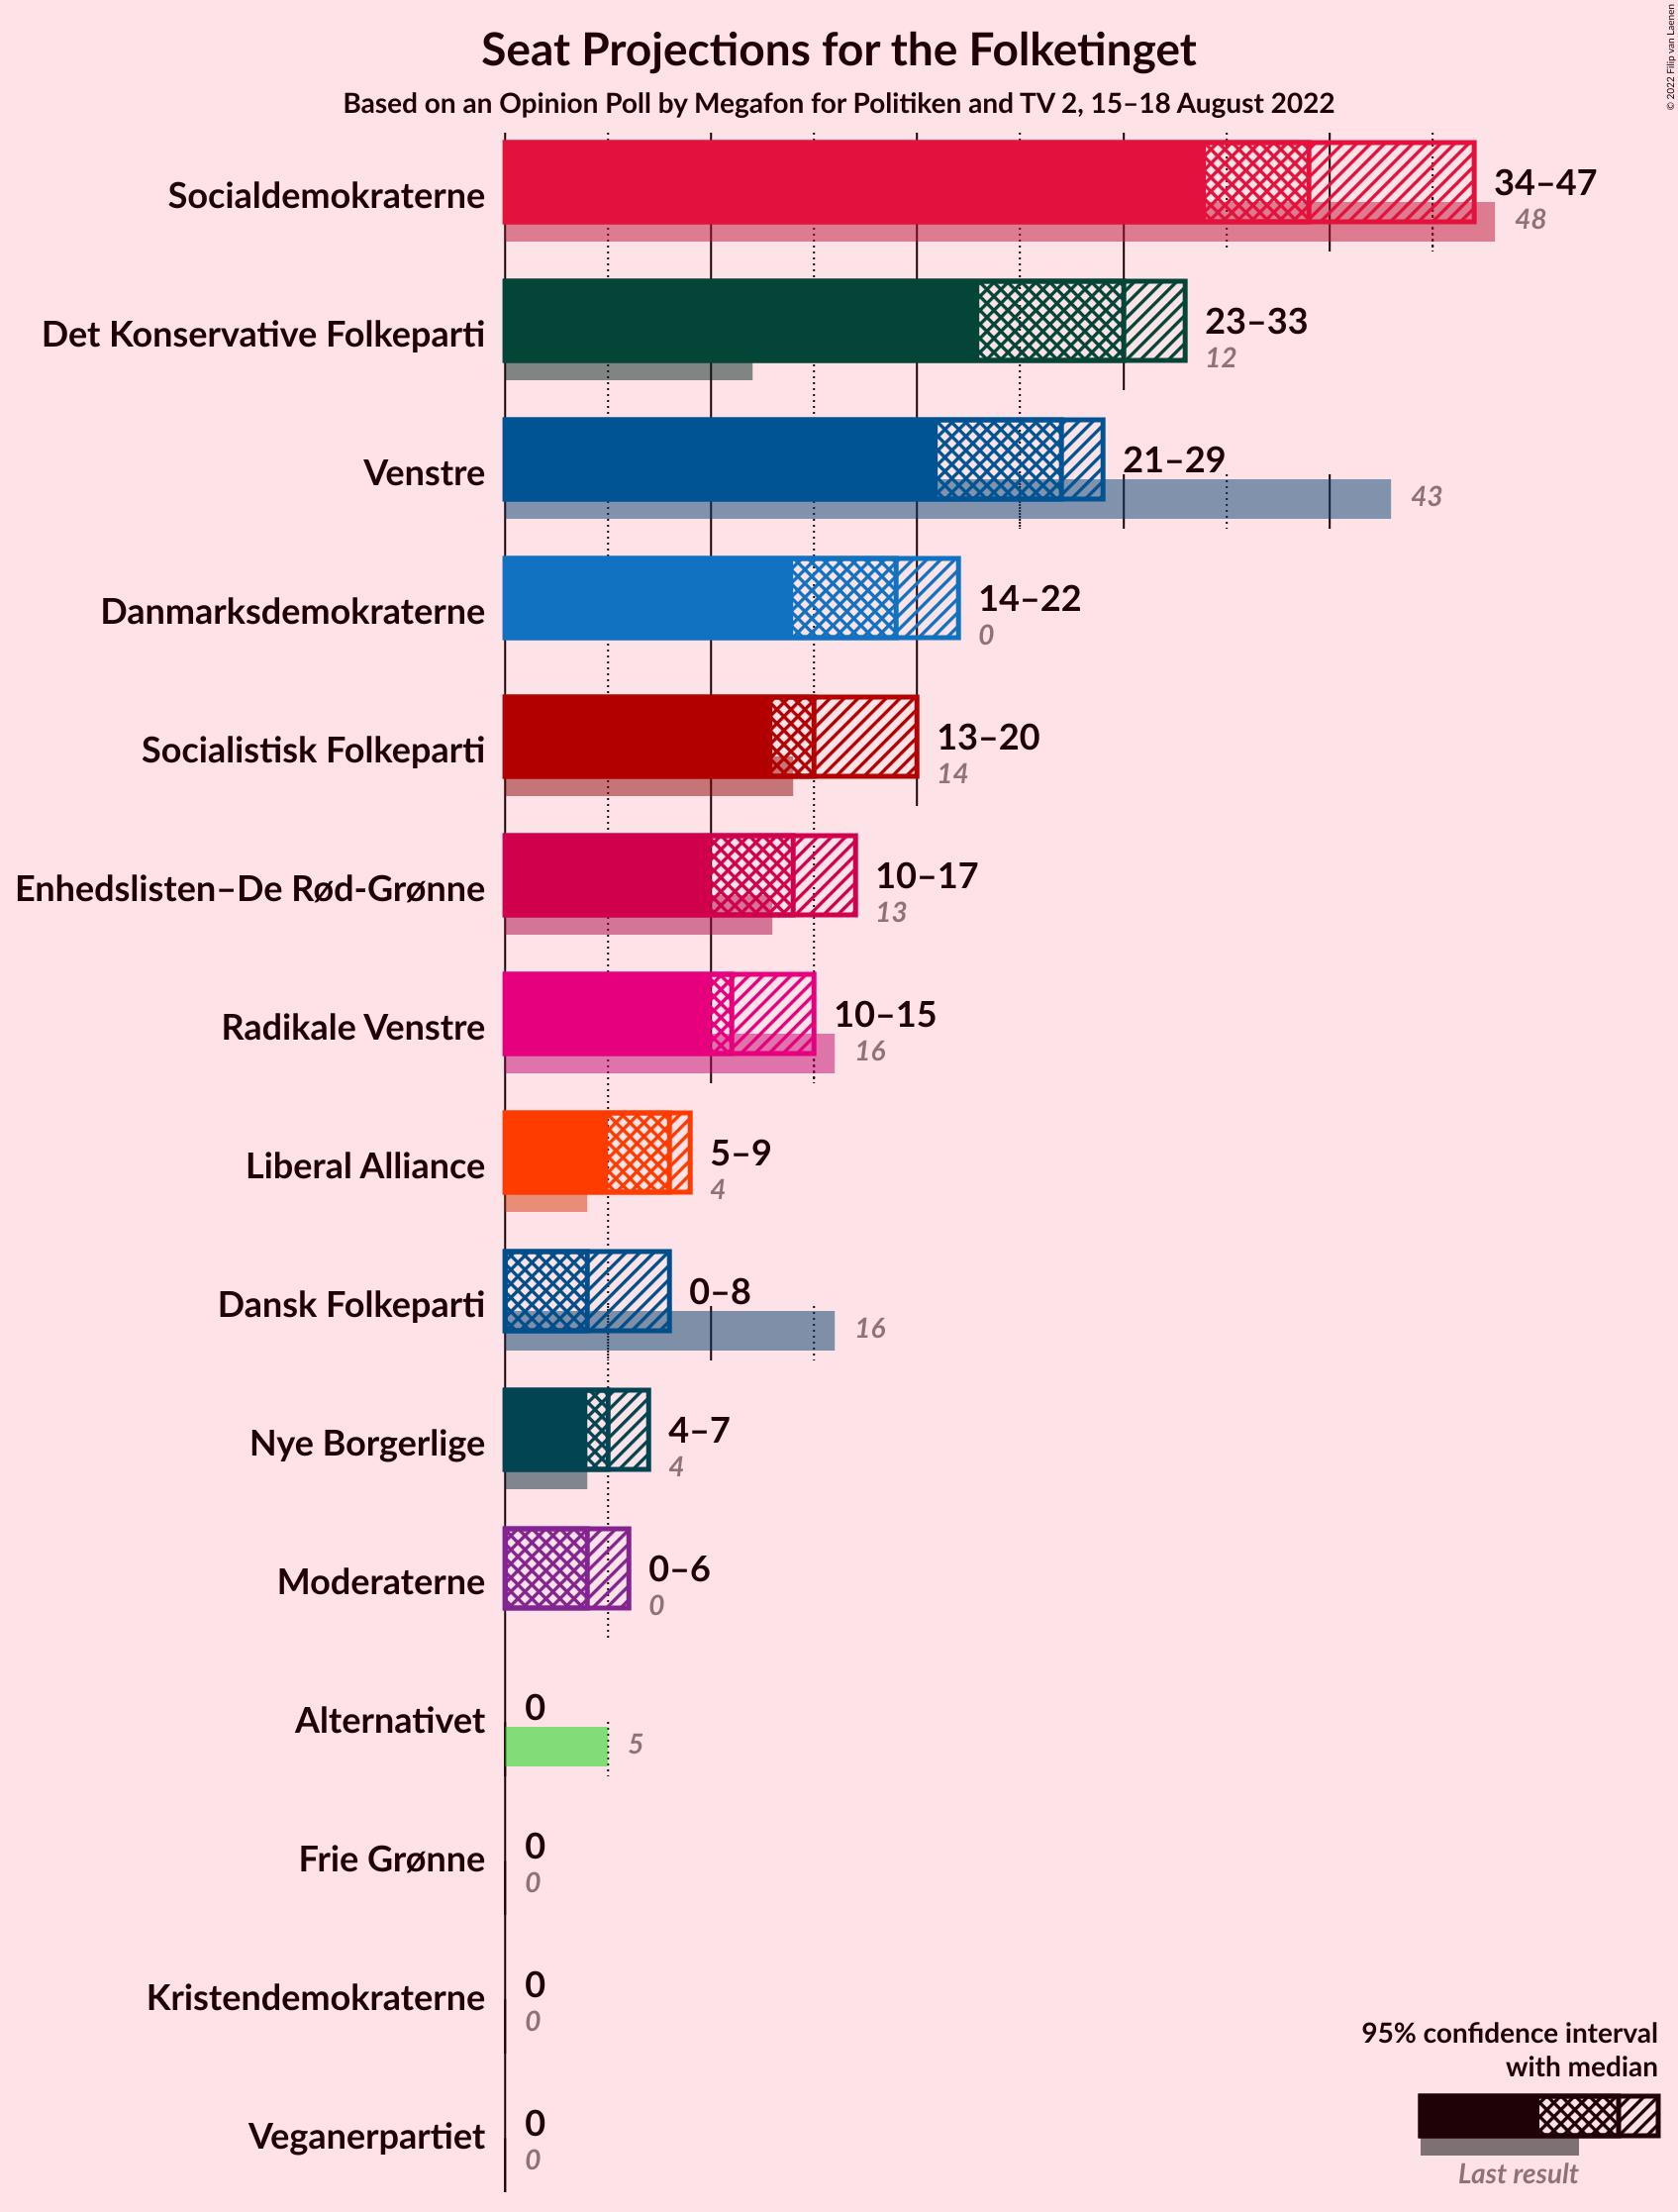 © 2022 Filip van Laenen
Seat Projections for the Folketinget
Based on an Opinion Poll by Megafon for Politiken and TV 2, 15–18 August 2022
Socialdemokraterne
34–47
48
Det Konservative Folkeparti
23–33
12
Venstre
21–29
43
Danmarksdemokraterne
14–22
0
Socialistisk Folkeparti
13–20
14
Enhedslisten–De Rød-Grønne
10–17
13
Radikale Venstre
10–15
16
Liberal Alliance
5–9
4
Dansk Folkeparti
0–8
16
Nye Borgerlige
4–7
4
Moderaterne
0–6
0
Alternativet
0
5
Frie Grønne
0
0
Kristendemokraterne
0
0
Veganerpartiet
0
0
95% confidence interval
with median
Last result